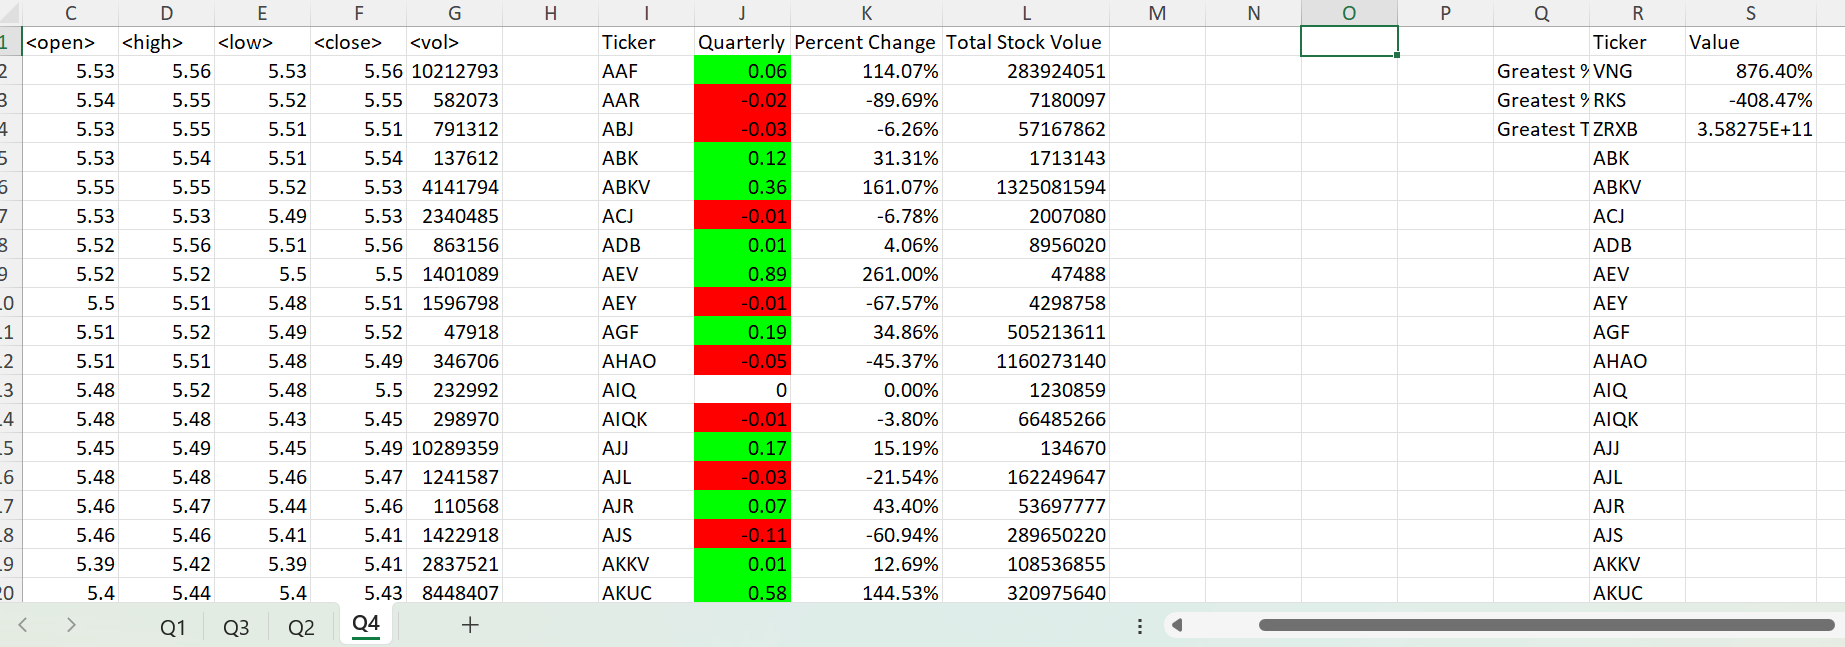 C D E F G H I J K L M N O P Q R S
1 <open> <high> <low> <close> <vol> Ticker Quarterly Percent Change Total Stock Volue Ticker Value
2 5.53 5.56 5.53 5.56 10212793 AAF 0.06 114.07% 283924051 Greatest % VNG 876.40%
3 5.54 5.55 5.52 5.55 582073 AAR -0.02 -89.69% 7180097 Greatest % RKS -408.47%
4 5.53 5.55 5.51 5.51 791312 ABJ -0.03 -6.26% 57167862 Greatest T ZRXB 3.58275E+11
5 5.53 5.54 5.51 5.54 137612 ABK 0.12 31.31% 1713143 ABK
6 5.55 5.55 5.52 5.53 4141794 ABKV 0.36 161.07% 1325081594 ABKV
7 5.53 5.53 5.49 5.53 2340485 ACJ -0.01 -6.78% 2007080 ACJ
8 5.52 5.56 5.51 5.56 863156 ADB 0.01 4.06% 8956020 ADB
9 5.52 5.52 5.5 5.5 1401089 AEV 0.89 261.00% 47488 AEV
.0 5.5 5.51 5.48 5.51 1596798 AEY -0.01 -67.57% 4298758 AEY
.1 5.51 5.52 5.49 5.52 47918 AGF 0.19 34.86% 505213611 AGF
.2 5.51 5.51 5.48 5.49 346706 AHAO -0.05 -45.37% 1160273140 AHAO
.3 5.48 5.52 5.48 5.5 232992 AIQ 0 0.00% 1230859 AIQ
.4 5.48 5.48 5.43 5.45 298970 AIQK -0.01 -3.80% 66485266 AIQK
.5 5.45 5.49 5.45 5.49 10289359 AJJ 0.17 15.19% 134670 AJJ
.6 5.48 5.48 5.46 5.47 1241587 AJL -0.03 -21.54% 162249647 AJL
.7 5.46 5.47 5.44 5.46 110568 AJR 0.07 43.40% 53697777 AJR
.8 5.46 5.46 5.41 5.41 1422918 AJS -0.11 -60.94% 289650220 AJS
.9 5.39 5.42 5.39 5.41 2837521 AKKV 0.01 12.69% 108536855 AKKV
20 5.4 5.44 5.4 5.43 8448407 AKUC 0.58 144.53% 320975640 AKUC
Q1 Q3 Q2 Q4